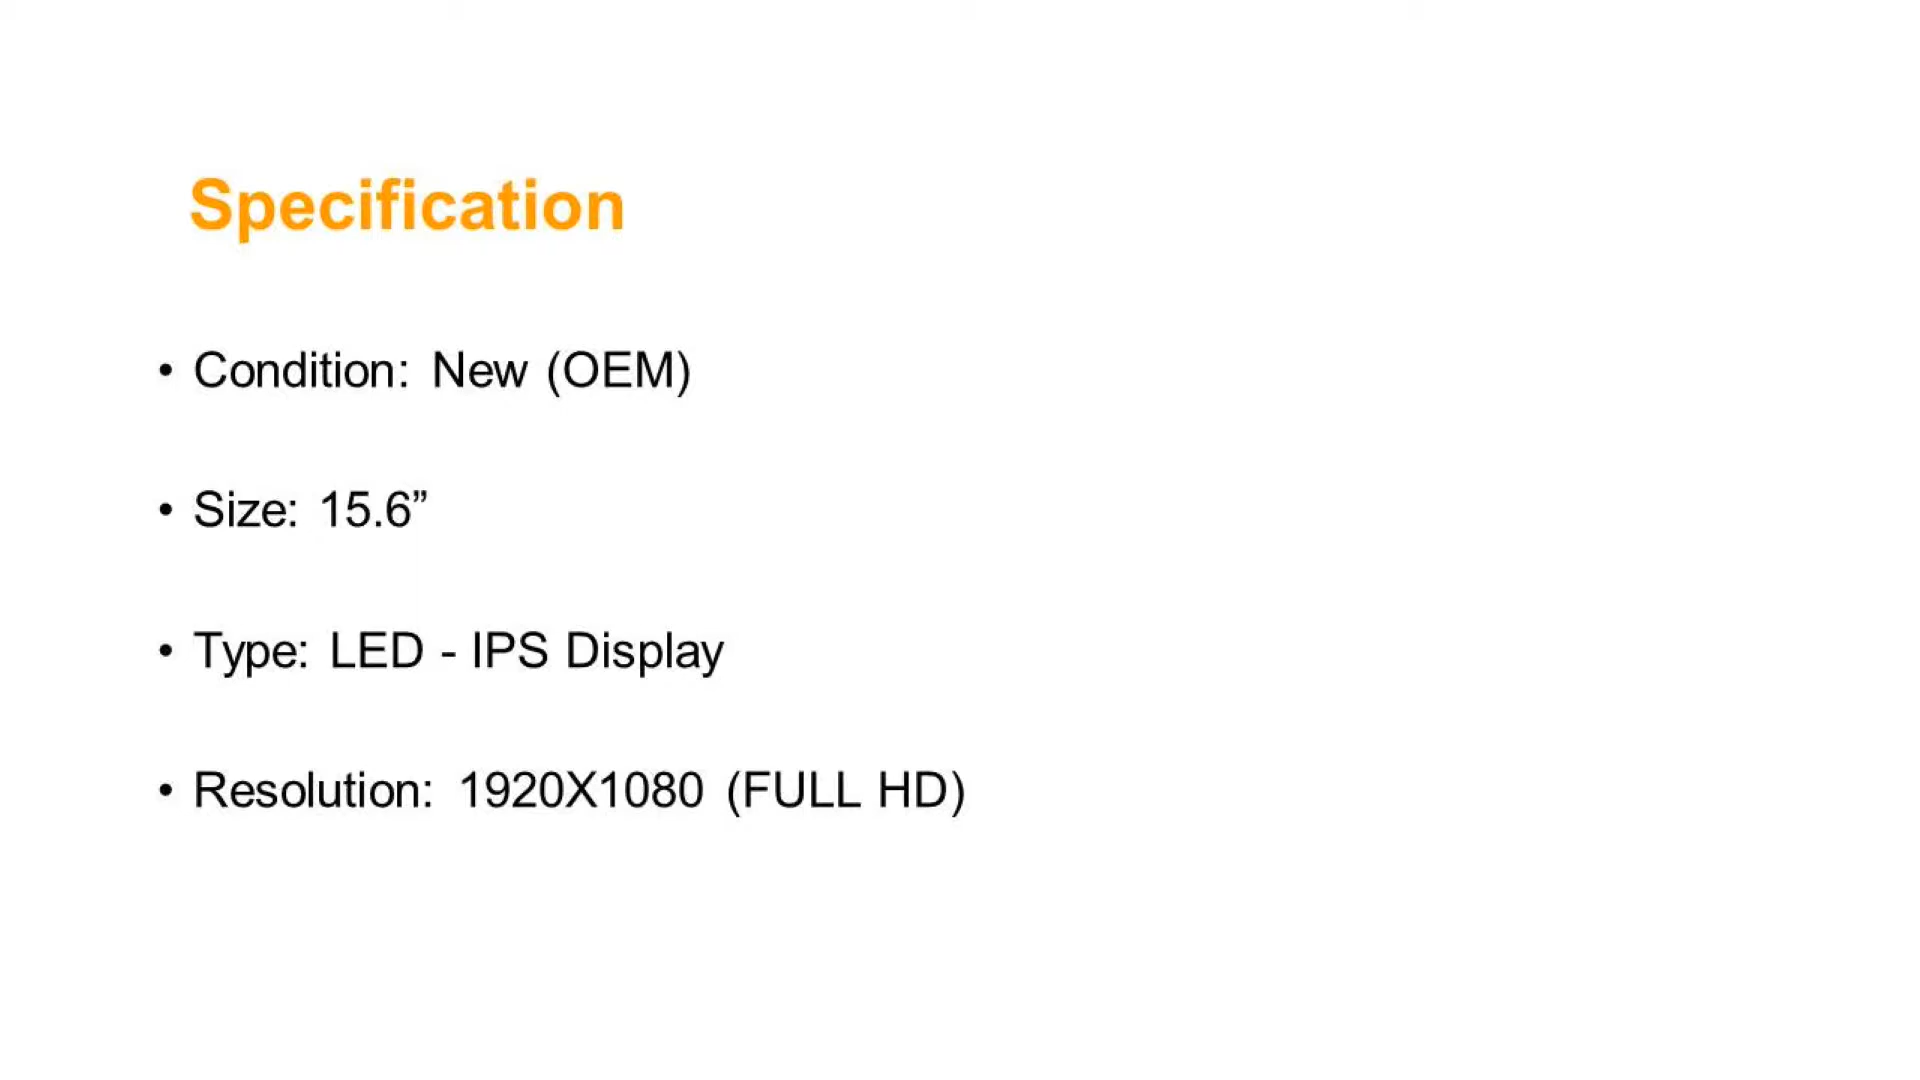 Specification
• Condition: New (OEM)
• Size: 15.6”
• Type: LED - IPS Display
• Resolution: 1920X1080 (FULL HD)